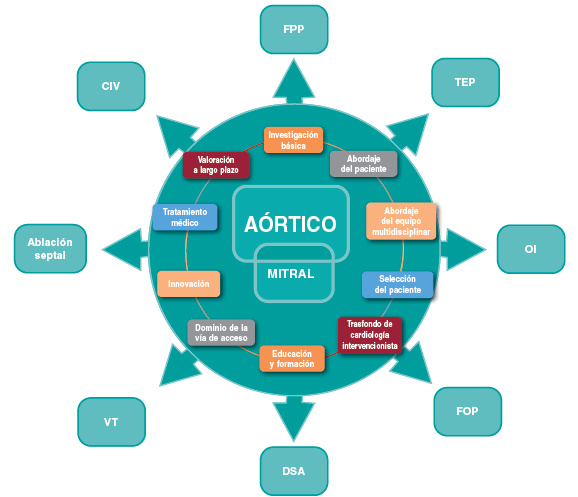 FPP
CIV
TEP
Investigación
básica
Valoración
a largo plazo
Abordaje
del paciente
Tratamiento
médico
AÓRTICO
Abordaje
del equipo
multidisciplinar
Ablación
septal
OI
MITRAL
Innovación
Selección
del paciente
Dominio de la
vía de acceso
Trasfondo de
cardiología
intervencionista
Educación
y formación
VT
FOP
DSA